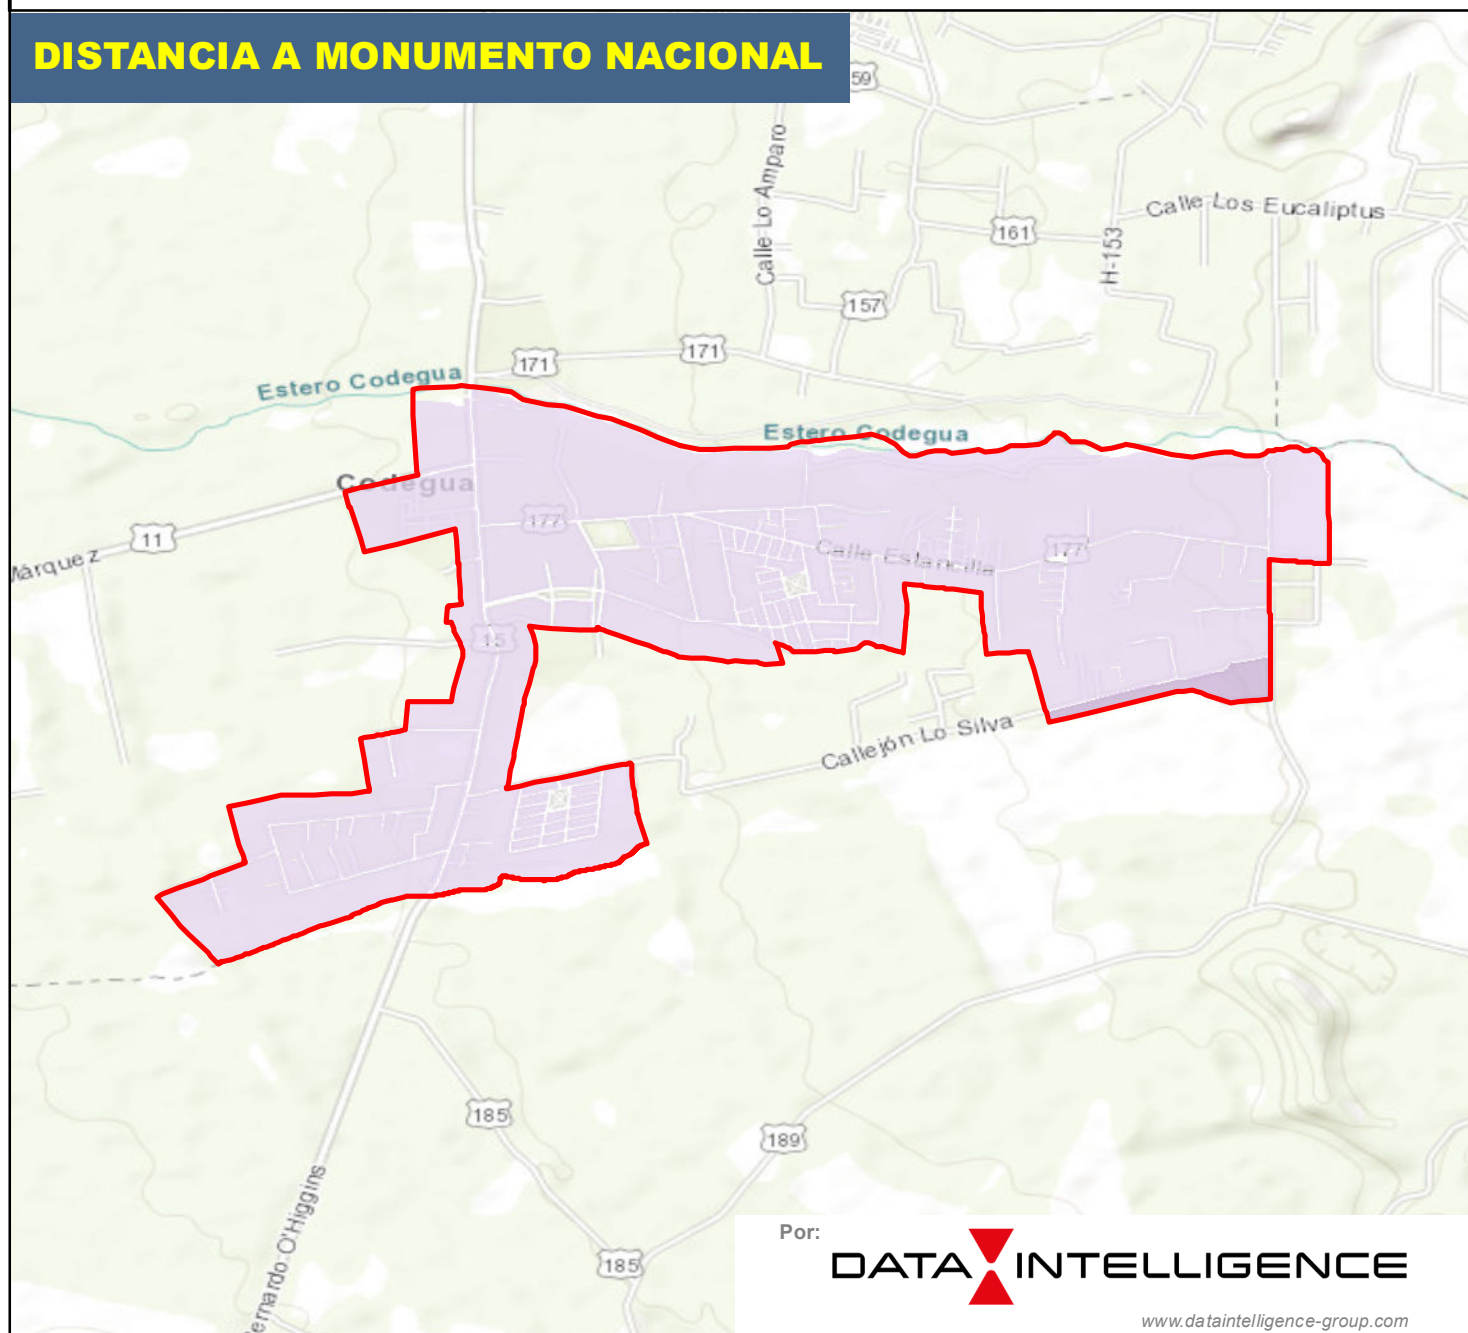 DISTANCIA A MONUMENTO NACIONAL
59
Calle Lo Amparo
Calle Los Eucaliptus
161
H-153
157
171
171
Estero Codegua
Estero Codegua
Codegua
177
11
Márquez
Calle Estancilla
177
15
Callejón Lo Silva
185
189
185
ernardo O'Higgins
Por:
DATA INTELLIGENCE
www.dataintelligence-group.com